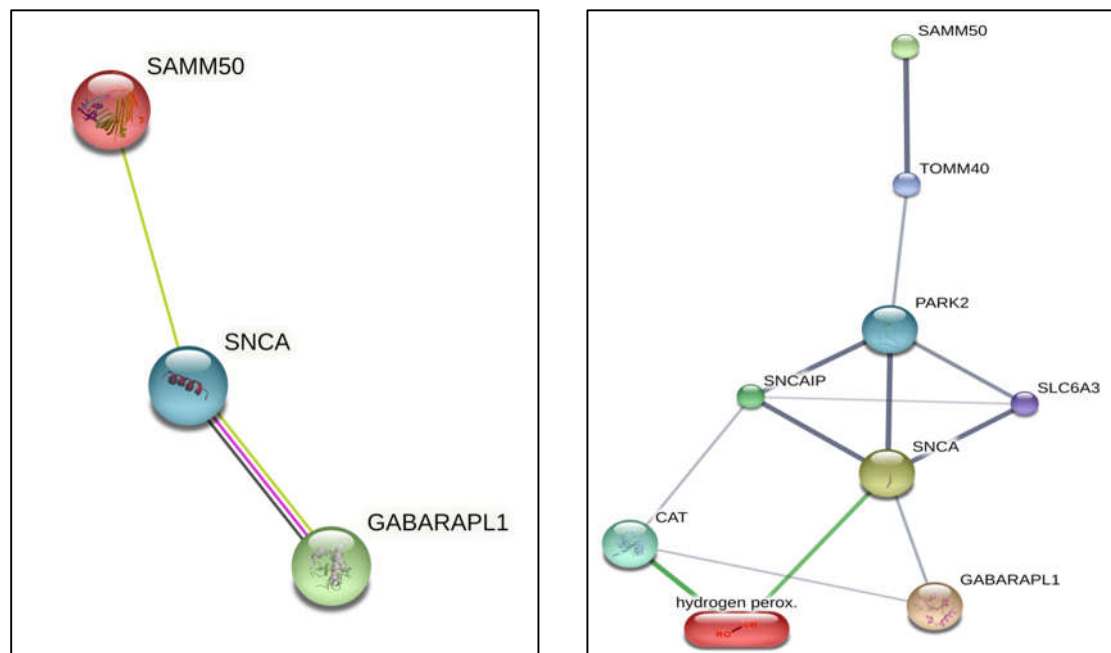 SAMM50
SNCA
GABARAPL1
SAMM50
TOMM40
PARK2
SNCAIP
SLC6A3
SNCA
CAT
GABARAPL1
hydrogen perox.